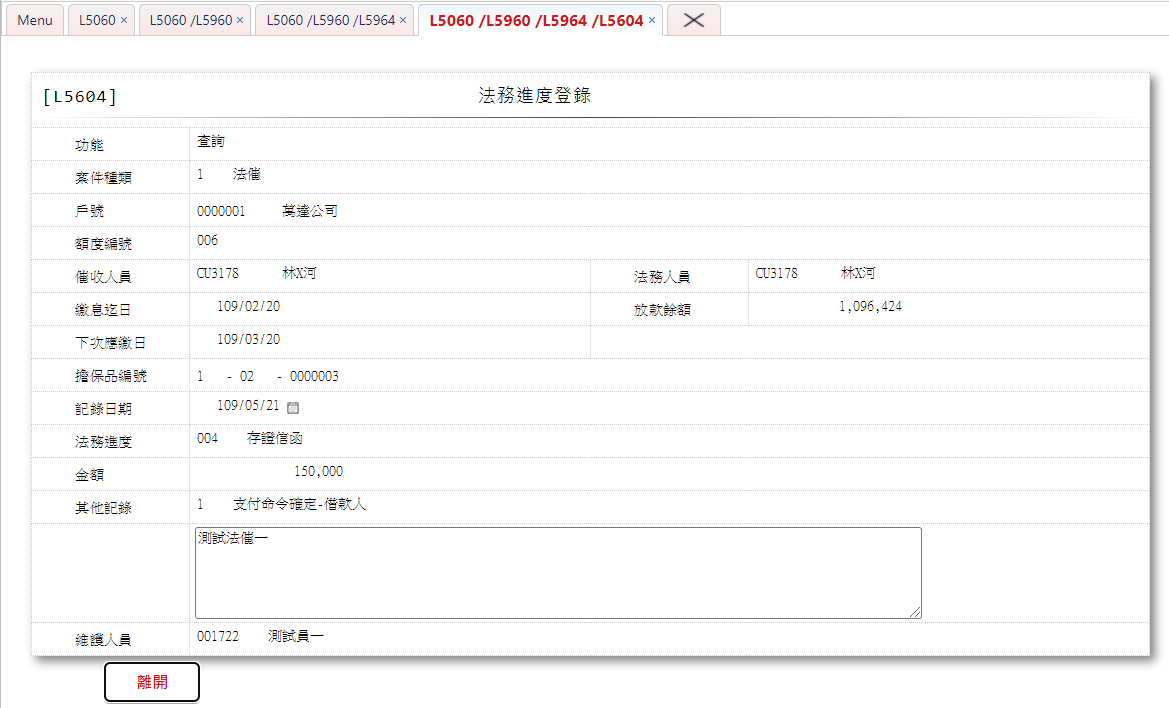 Menu L5060 × L5060 /L5960 × L5060 /L5960 /L5964 × L5060 /L5960 /L5964 /L5604 ×
[L5604] 法務進度登錄
功能 查詢
案件種類 1 法催
戶號 0000001 萬達公司
額度編號 006
催收人員 CU3178 林X河 法務人員 CU3178 林X河
繳息迄日 109/02/20 放款餘額 1,096,424
下次應繳日 109/03/20
擔保品編號 1 - 02 - 0000003
記錄日期 109/05/21
法務進度 004 存證信函
金額 150,000
其他記錄 1 支付命令確定-借款人
測試法催一
維護人員 001722 測試員一
離開